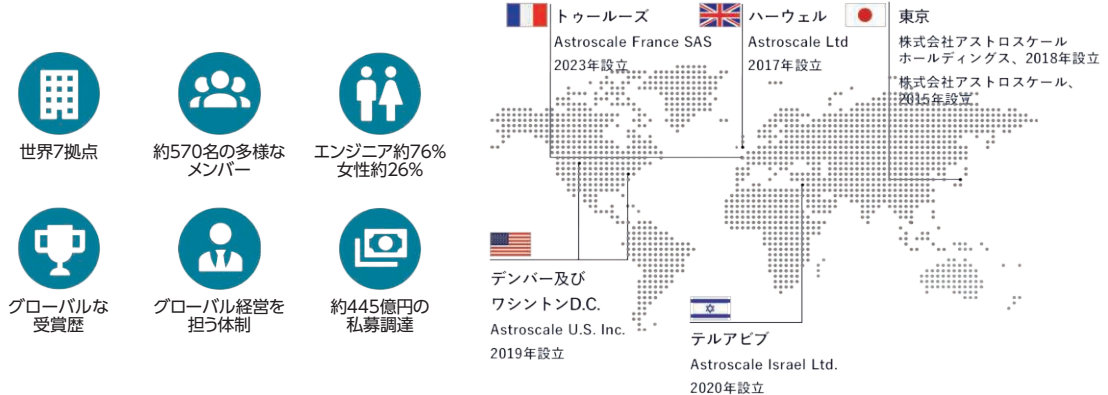 世界7拠点
約570名の多様な
メンバー
エンジニア約76%
女性約26%
グローバルな
受賞歴
グローバル経営を
担う体制
約445億円の
私募調達
トゥールーズ
Astroscale France SAS
2023年設立
ハーウェル
Astroscale Ltd
2017年設立
東京
株式会社アストロスケール
ホールディングス、2018年設立
株式会社アストロスケール、
2015年設立
デンバー及び
ワシントンD.C.
Astroscale U.S. Inc.
2019年設立
テルアビブ
Astroscale Israel Ltd.
2020年設立